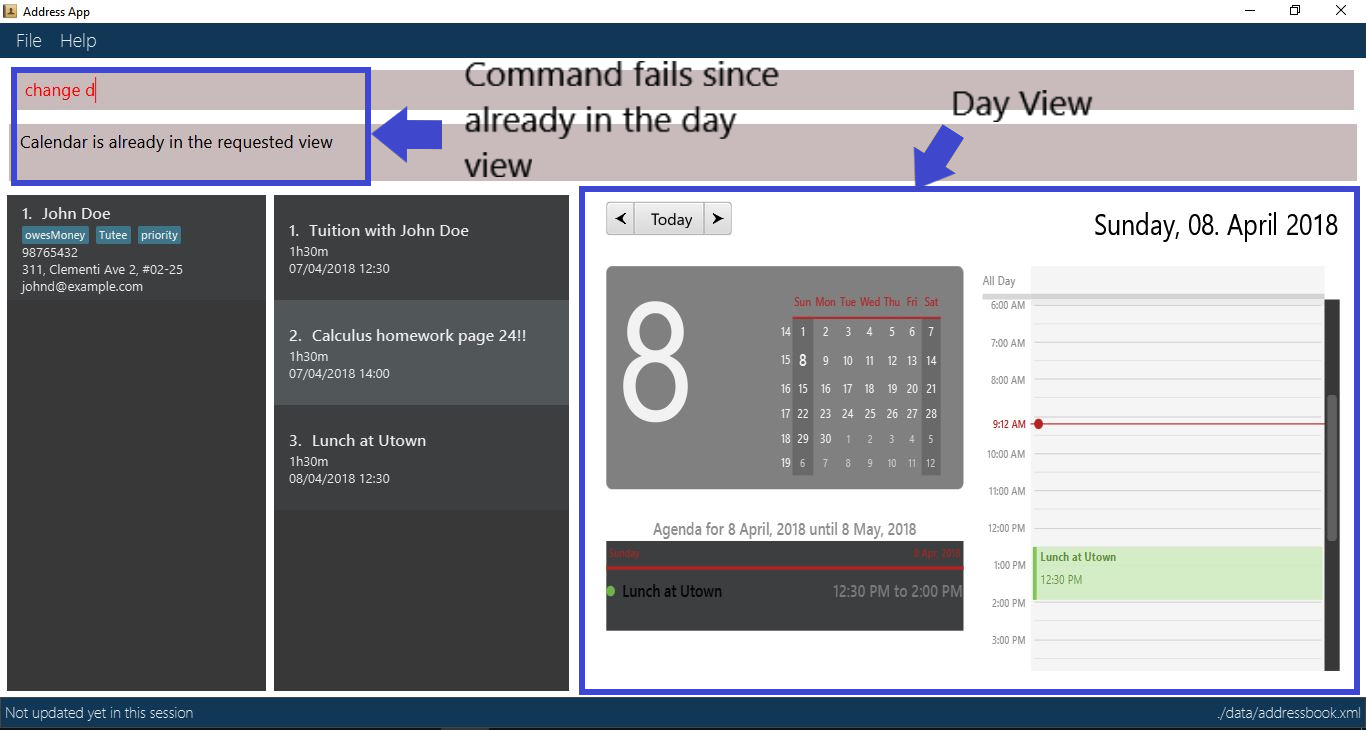 Address App
File Help
change d
Calendar is already in the requested view
Command fails since
already in the day
view
Day View
1. John Doe
owesMoney Tutee priority
98765432
311, Clementi Ave 2, #02-25
johnd@example.com
1. Tuition with John Doe
1h30m
07/04/2018 12:30
2. Calculus homework page 24!!
1h30m
07/04/2018 14:00
3. Lunch at Utown
1h30m
08/04/2018 12:30
Today
Sunday, 08. April 2018
8
Sun Mon Tue Wed Thu Fri Sat
14 1 2 3 4 5 6 7
15 8 9 10 11 12 13 14
16 15 16 17 18 19 20 21
17 22 23 24 25 26 27 28
18 29 30 1 2 3 4 5
19 6 7 8 9 10 11 12
Agenda for 8 April, 2018 until 8 May, 2018
Sunday 8 Apr, 2018
Lunch at Utown 12:30 PM to 2:00 PM
All Day
6:00 AM
7:00 AM
8:00 AM
9:12 AM
10:00 AM
11:00 AM
12:00 PM
Lunch at Utown
1:00 PM
12:30 PM
2:00 PM
3:00 PM
Not updated yet in this session
./data/addressbook.xml